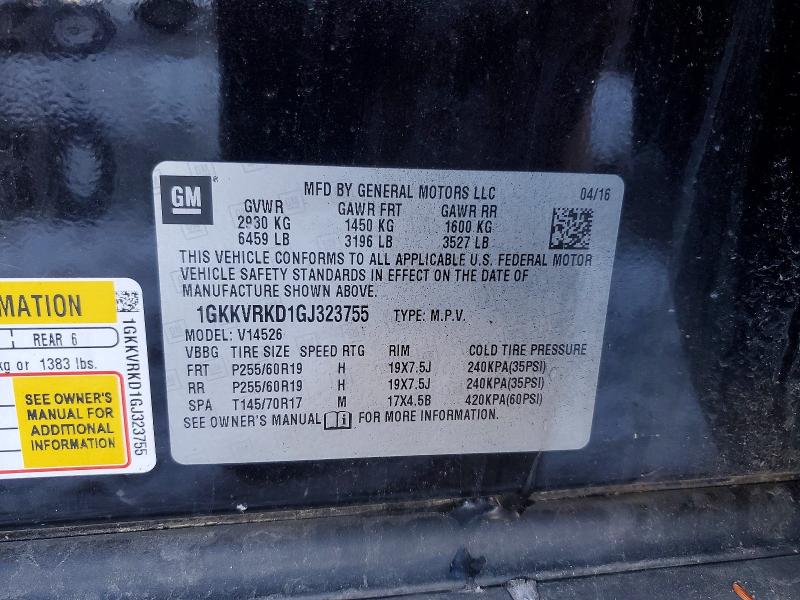 GM
MFD BY GENERAL MOTORS LLC 04/16
GVWR GAWR FRT GAWR RR
2930 KG 1450 KG 1600 KG
6459 LB 3196 LB 3527 LB
THIS VEHICLE CONFORMS TO ALL APPLICABLE U.S. FEDERAL MOTOR
VEHICLE SAFETY STANDARDS IN EFFECT ON THE DATE OF
MANUFACTURE SHOWN ABOVE.
1GKKVRKD1GJ323755 TYPE: M.P.V.
MODEL: V14526
VBBG TIRE SIZE SPEED RTG RIM COLD TIRE PRESSURE
FRT P255/60R19 H 19X7.5J 240KPA(35PSI)
RR P255/60R19 H 19X7.5J 240KPA(35PSI)
SPA T145/70R17 M 17X4.5B 420KPA(60PSI)
SEE OWNER'S MANUAL FOR MORE INFORMATION.
MATION
REAR 6
kg or 1383 lbs.
SEE OWNER'S
MANUAL FOR
ADDITIONAL
INFORMATION
1GKKVRKD1GJ323755